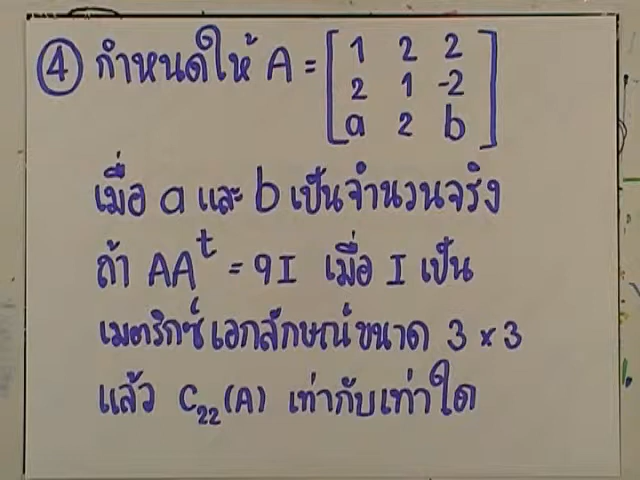 ④ กำหนดให้ A = [1 2 2
2 1 -2
a 2 b]
เมื่อ a และ b เป็นจำนวนจริง
ถ้า AAᵗ = 9I เมื่อ I เป็น
เมตริกซ์เอกลักษณ์ขนาด 3 × 3
แล้ว C₂₂(A) เท่ากับเท่าใด